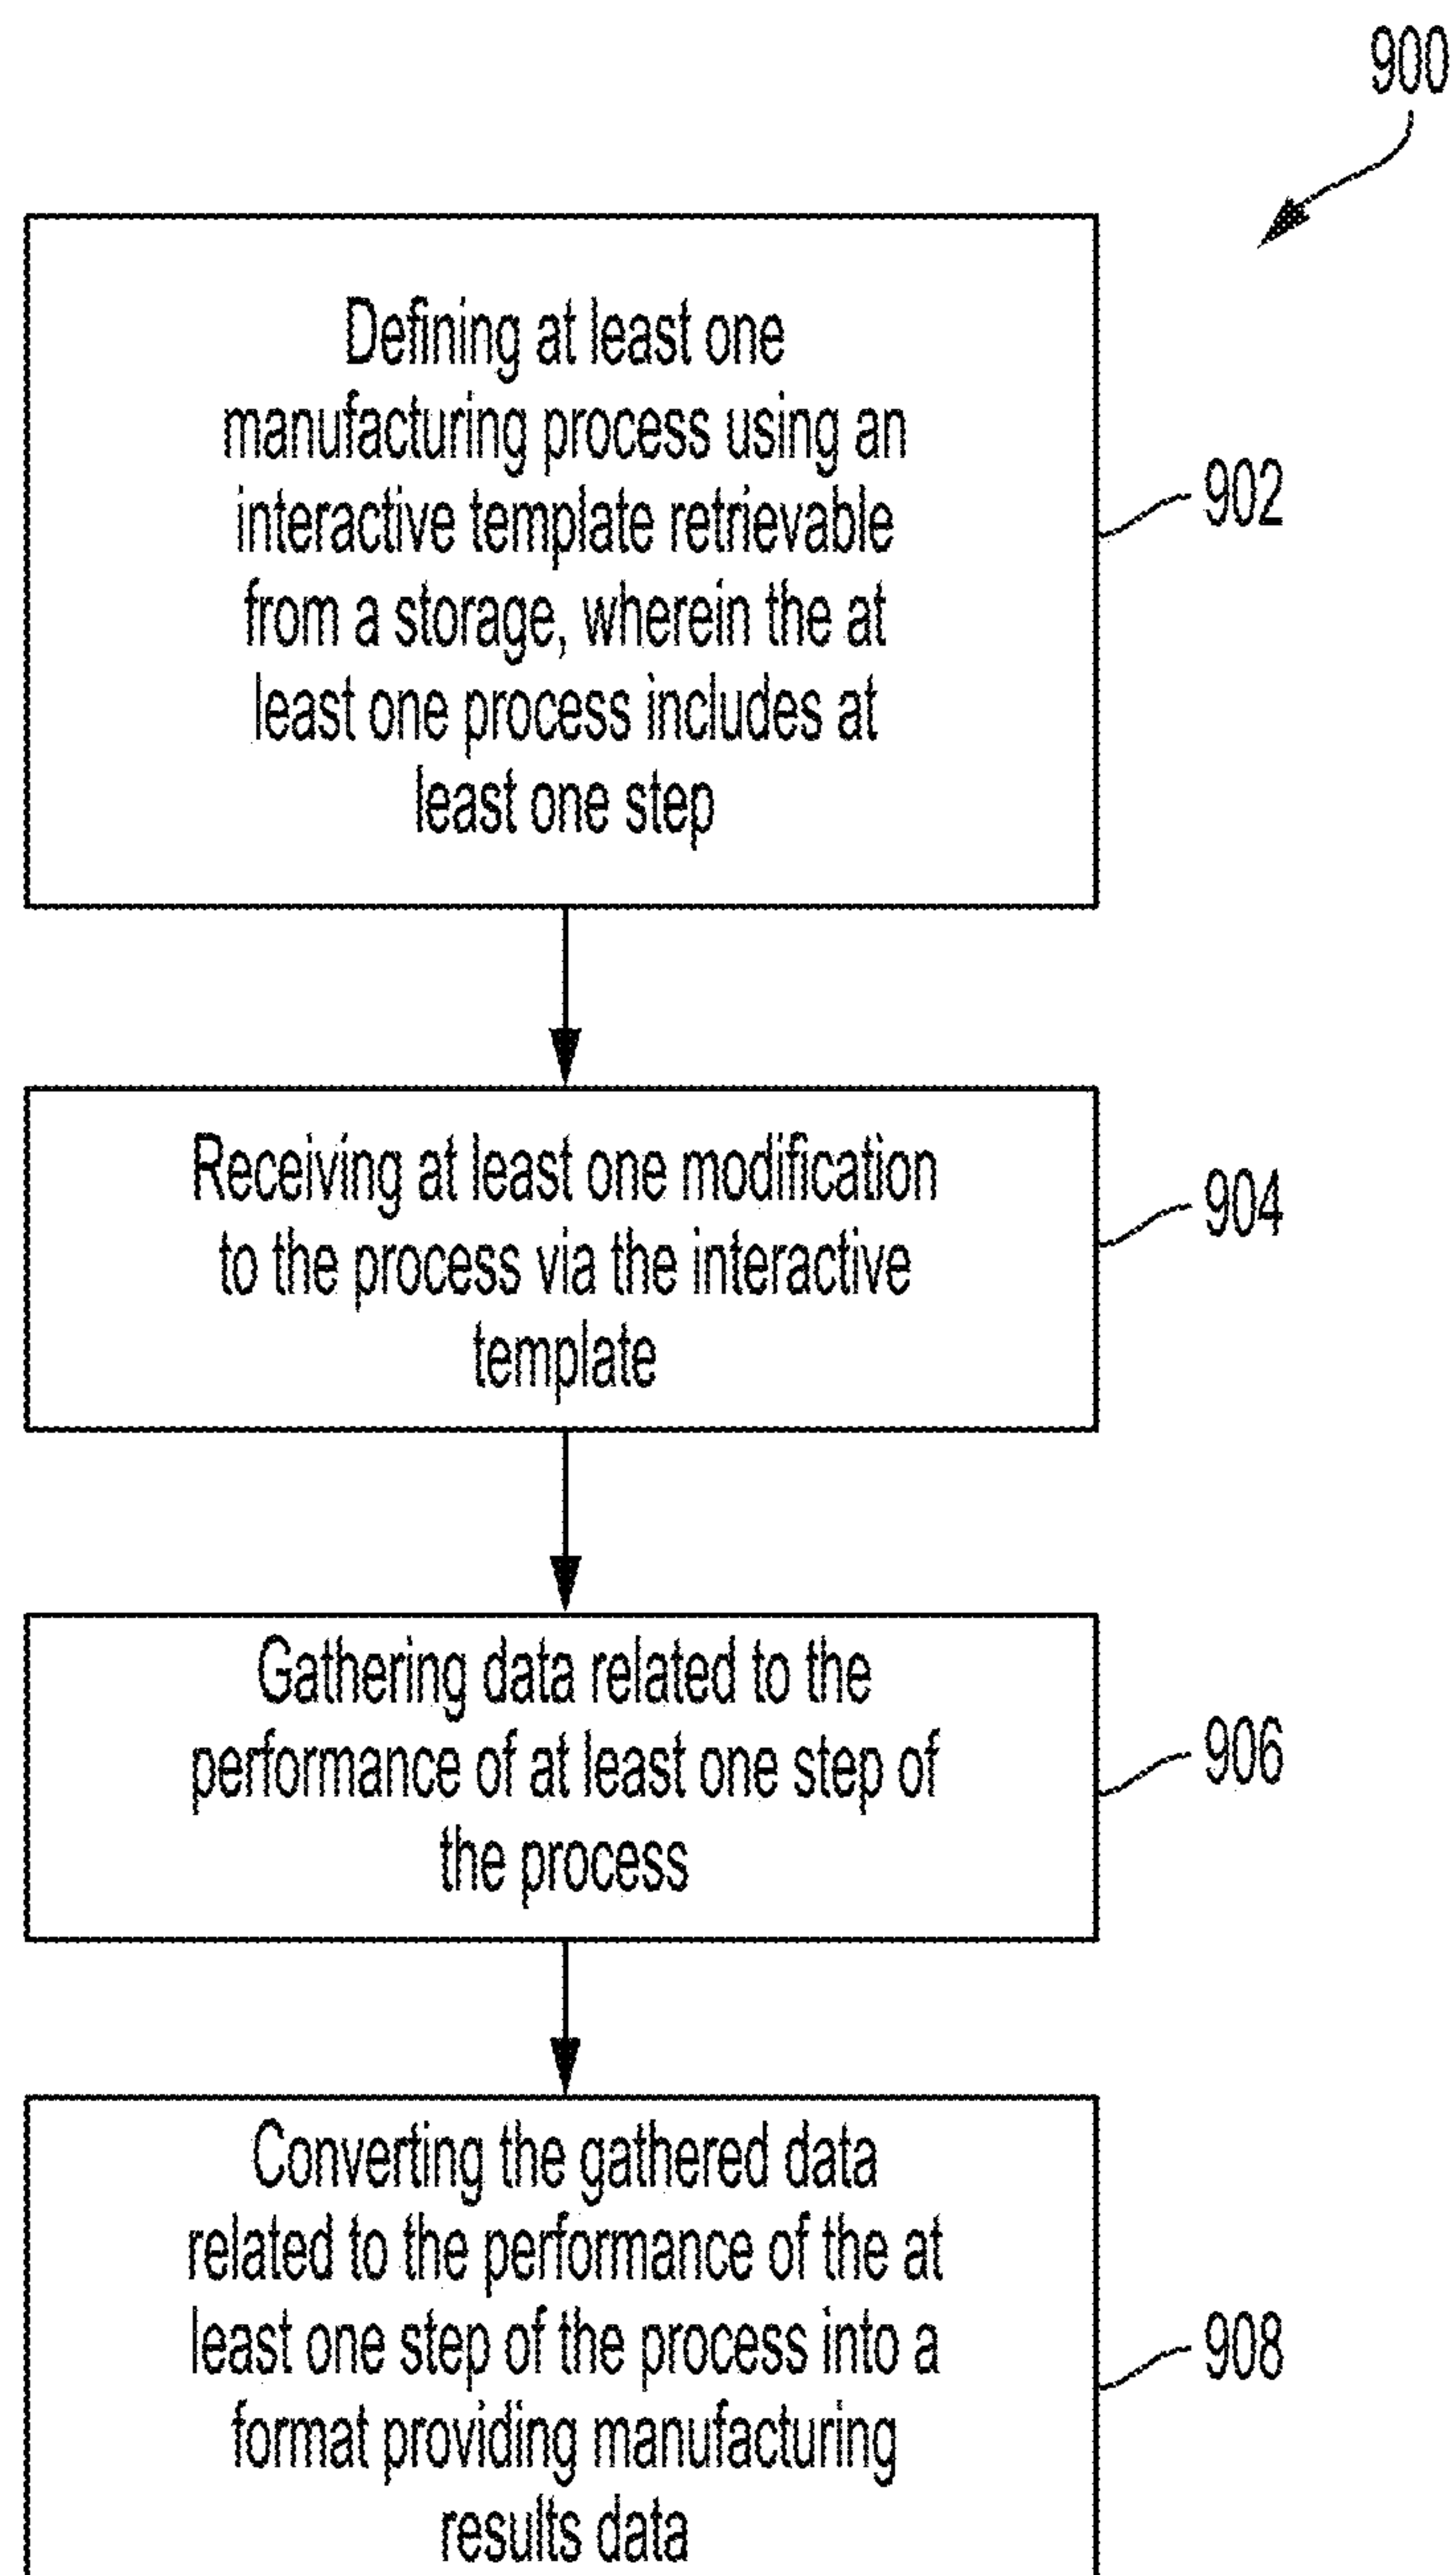 900
Defining at least one
manufacturing process using an
interactive template retrievable
from a storage, wherein the at
least one process includes at
least one step
902
Receiving at least one modification
to the process via the interactive
template
904
Gathering data related to the
performance of at least one step of
the process
906
Converting the gathered data
related to the performance of the at
least one step of the process into a
format providing manufacturing
results data
908